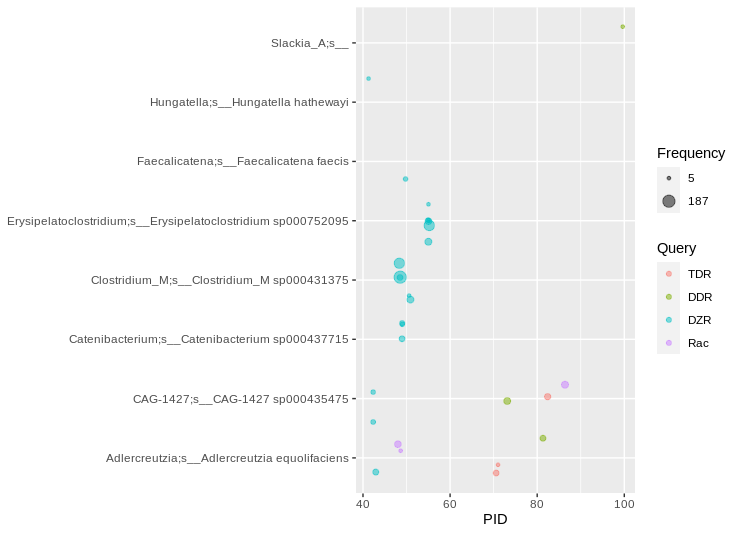 Slackia_A;s__
Hungatella;s__Hungatella hathewayi
Faecalicatena;s__Faecalicatena faecis
Erysipelatoclostridium;s__Erysipelatoclostridium sp000752095
Clostridium_M;s__Clostridium_M sp000431375
Catenibacterium;s__Catenibacterium sp000437715
CAG-1427;s__CAG-1427 sp000435475
Adlercreutzia;s__Adlercreutzia equolifaciens
40 60 80 100
PID
Frequency
5
187
Query
TDR
DDR
DZR
Rac